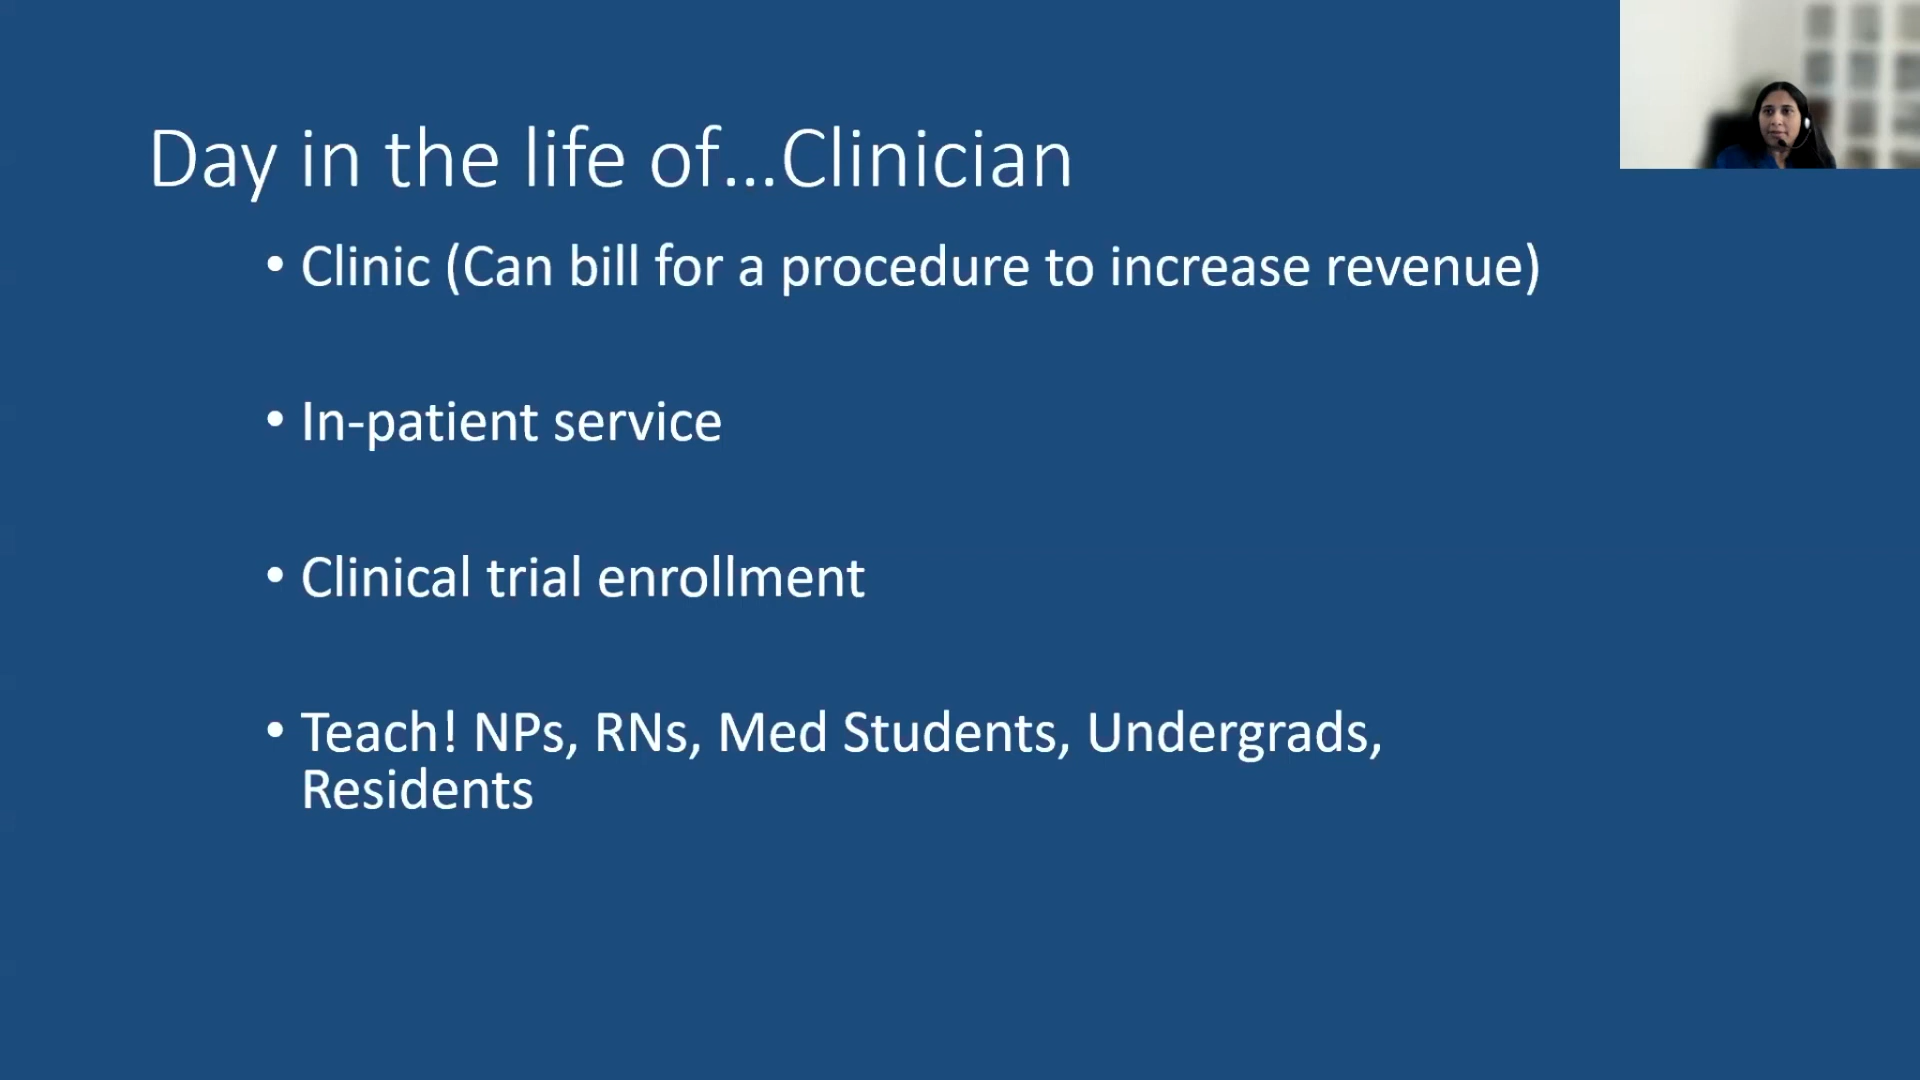 Day in the life of...Clinician
• Clinic (Can bill for a procedure to increase revenue)
• In-patient service
• Clinical trial enrollment
• Teach! NPs, RNs, Med Students, Undergrads,
Residents